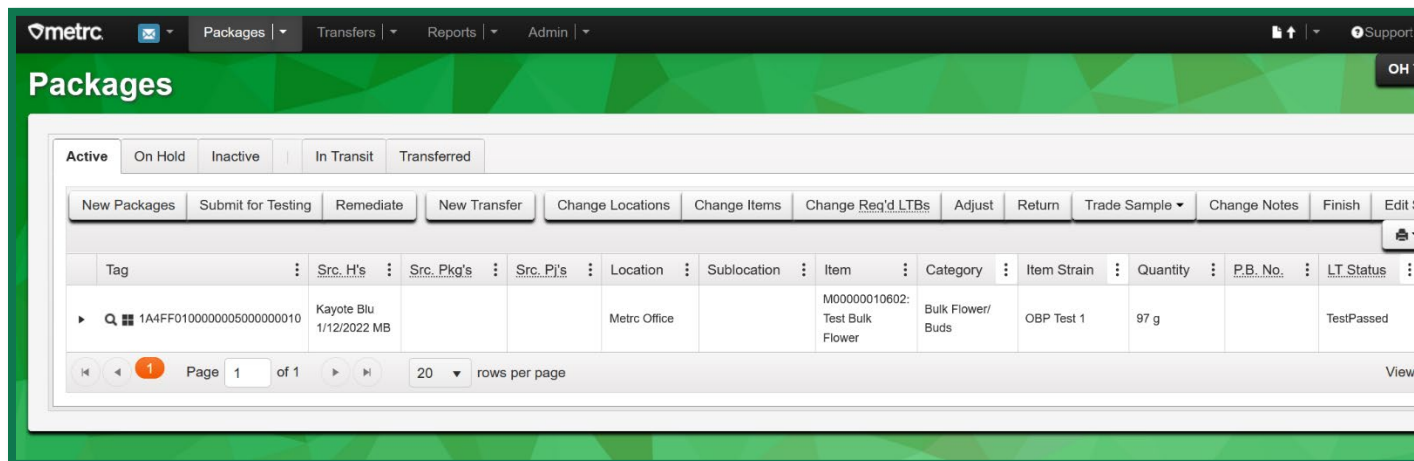 metrc Packages Transfers Reports Admin Support
OH
Packages
Active On Hold Inactive In Transit Transferred
New Packages Submit for Testing Remediate New Transfer Change Locations Change Items Change Req'd LTBs Adjust Return Trade Sample Change Notes Finish Edit
Tag Src. H's Src. Pkg's Src. Pj's Location Sublocation Item Category Item Strain Quantity P.B. No. LT Status
1A4FF0100000005000000010 Kayote Blu 1/12/2022 MB Metrc Office M00000010602: Test Bulk Flower Bulk Flower/ Buds OBP Test 1 97 g TestPassed
1 Page 1 of 1 20 rows per page View